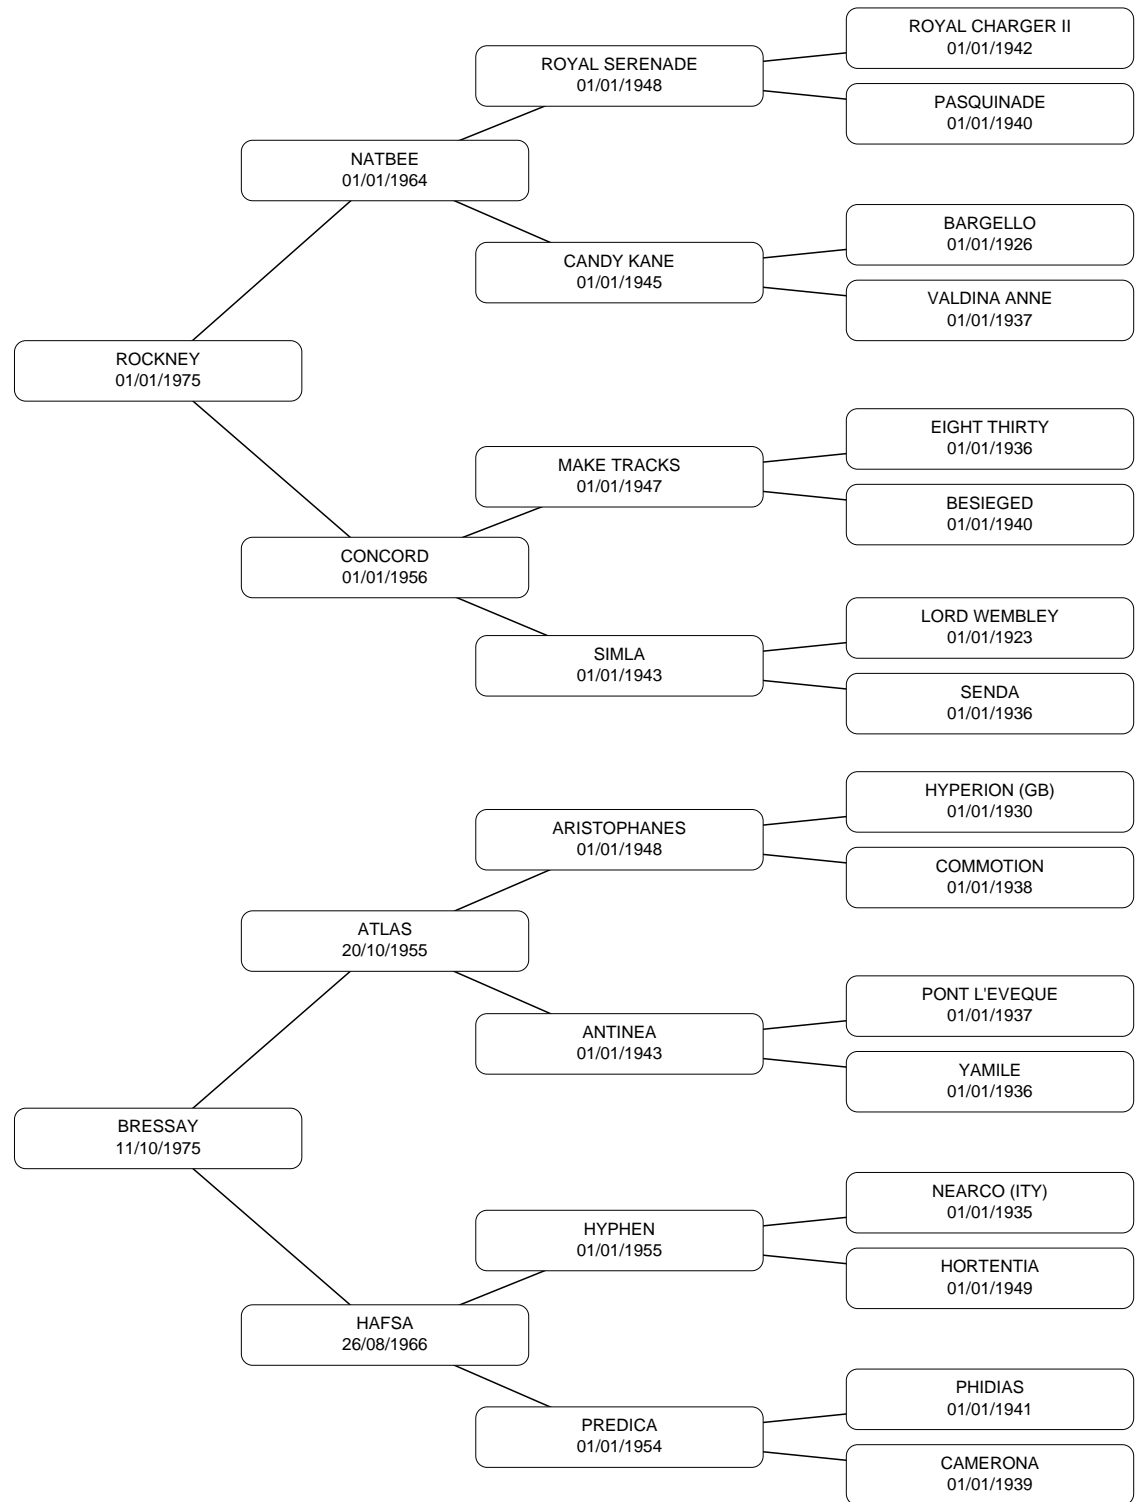 ROYAL CHARGER II
01/01/1942
ROYAL SERENADE
01/01/1948
PASQUINADE
01/01/1940
NATBEE
01/01/1964
BARGELLO
01/01/1926
CANDY KANE
01/01/1945
VALDINA ANNE
01/01/1937
ROCKNEY
01/01/1975
EIGHT THIRTY
01/01/1936
MAKE TRACKS
01/01/1947
BESIEGED
01/01/1940
CONCORD
01/01/1956
LORD WEMBLEY
01/01/1923
SIMLA
01/01/1943
SENDA
01/01/1936
HYPERION (GB)
01/01/1930
ARISTOPHANES
01/01/1948
COMMOTION
01/01/1938
ATLAS
20/10/1955
PONT L'EVEQUE
01/01/1937
ANTINEA
01/01/1943
YAMILE
01/01/1936
BRESSAY
11/10/1975
NEARCO (ITY)
01/01/1935
HYPHEN
01/01/1955
HORTENTIA
01/01/1949
HAFSA
26/08/1966
PHIDIAS
01/01/1941
PREDICA
01/01/1954
CAMERONA
01/01/1939